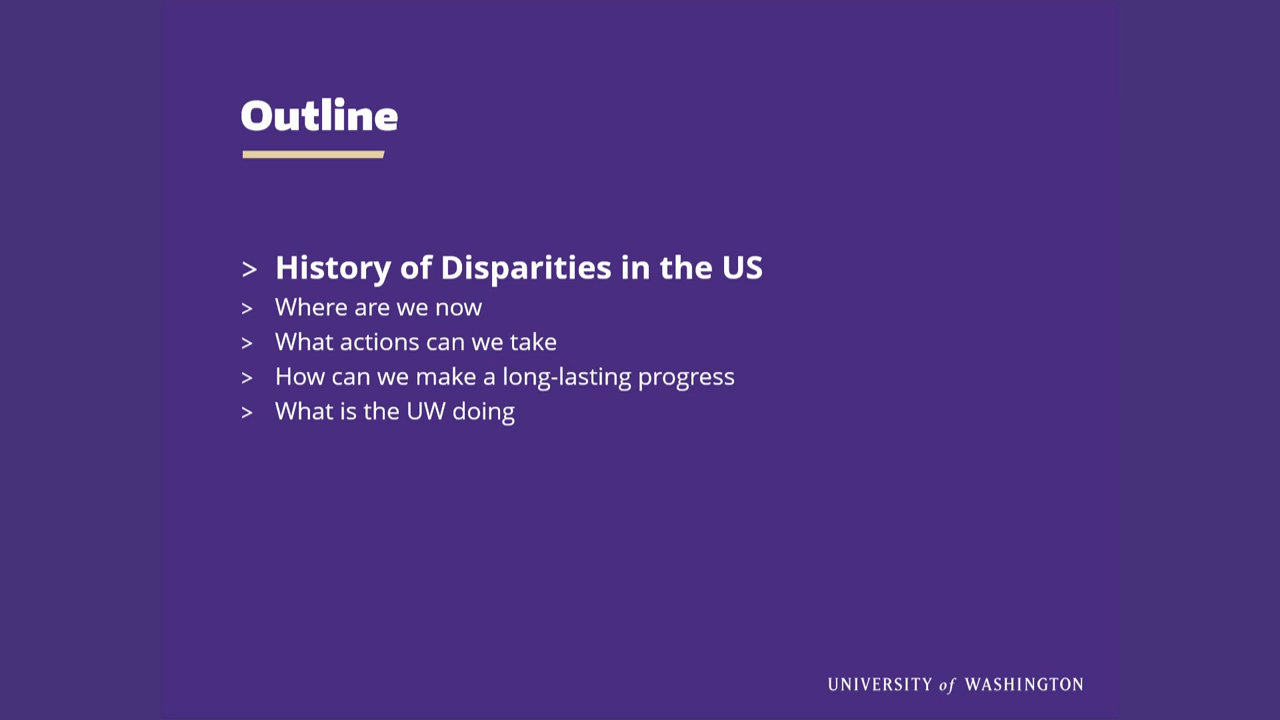 Outline
> History of Disparities in the US
> Where are we now
> What actions can we take
> How can we make a long-lasting progress
> What is the UW doing
UNIVERSITY of WASHINGTON